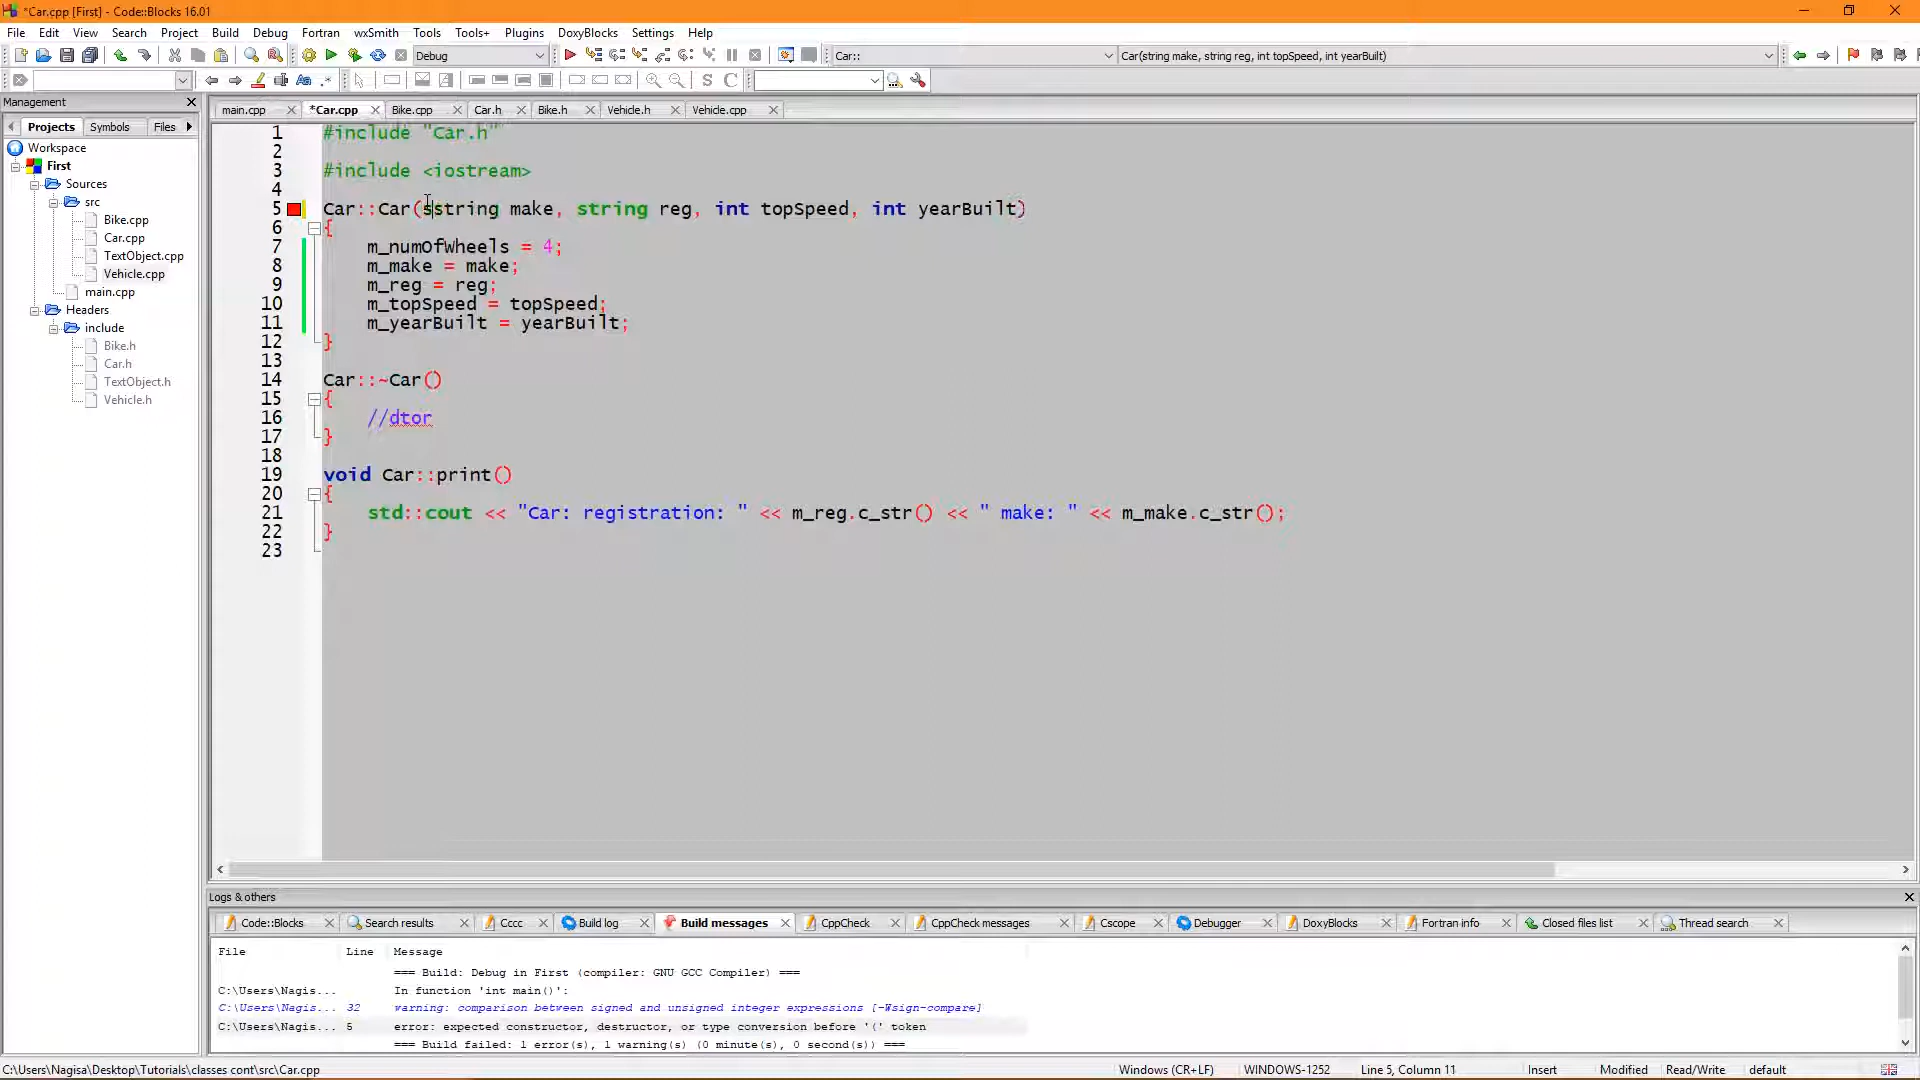 *Car.cpp [First] - Code::Blocks 16.01
File Edit View Search Project Build Debug Fortran wxSmith Tools Tools+ Plugins DoxyBlocks Settings Help
Debug Car:: Car(string make, string reg, int topSpeed, int yearBuilt)
Management
main.cpp *Car.cpp Bike.cpp Car.h Bike.h Vehicle.h Vehicle.cpp
Projects Symbols Files
Workspace
First
Sources
src
Bike.cpp
Car.cpp
TextObject.cpp
Vehicle.cpp
main.cpp
Headers
include
Bike.h
Car.h
TextObject.h
Vehicle.h
1 #include "Car.h"
2
3 #include <iostream>
4
5 Car::Car(sstring make, string reg, int topSpeed, int yearBuilt)
6 {
7 m_numOfWheels = 4;
8 m_make = make;
9 m_reg = reg;
10 m_topSpeed = topSpeed;
11 m_yearBuilt = yearBuilt;
12 }
13
14 Car::~Car()
15 {
16 //dtor
17 }
18
19 void Car::print()
20 {
21 std::cout << "Car: registration: " << m_reg.c_str() << " make: " << m_make.c_str();
22 }
23
Logs & others
Code::Blocks Search results Cccc Build log Build messages CppCheck CppCheck messages Cscope Debugger DoxyBlocks Fortran info Closed files list Thread search
File Line Message
=== Build: Debug in First (compiler: GNU GCC Compiler) ===
C:\Users\Nagis... In function 'int main()':
C:\Users\Nagis... 32 warning: comparison between signed and unsigned integer expressions [-Wsign-compare]
C:\Users\Nagis... 5 error: expected constructor, destructor, or type conversion before '(' token
=== Build failed: 1 error(s), 1 warning(s) (0 minute(s), 0 second(s)) ===
C:\Users\Nagisa\Desktop\Tutorials\classes cont\src\Car.cpp Windows (CR+LF) WINDOWS-1252 Line 5, Column 11 Insert Modified Read/Write default